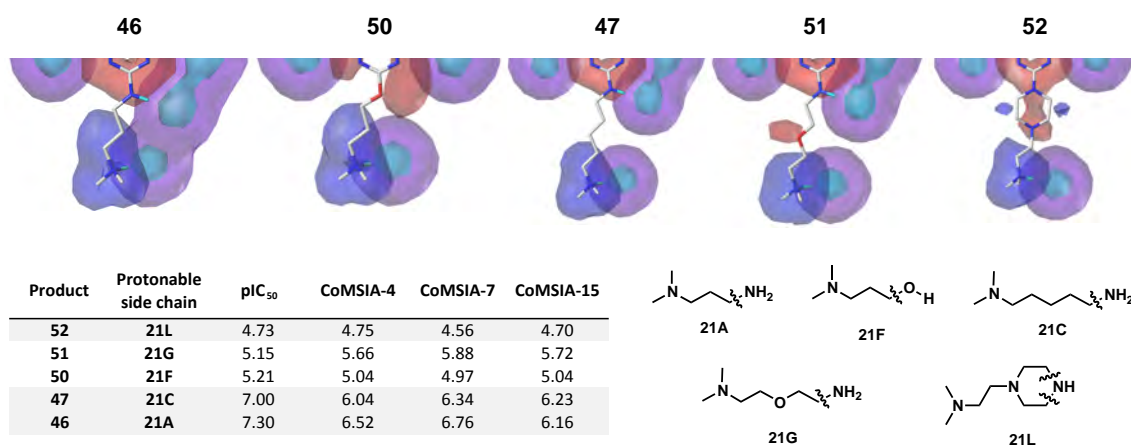 46 50 47 51 52
Product Protonable side chain pIC50 CoMSIA-4 CoMSIA-7 CoMSIA-15
52 21L 4.73 4.75 4.56 4.70
51 21G 5.15 5.66 5.88 5.72
50 21F 5.21 5.04 4.97 5.04
47 21C 7.00 6.04 6.34 6.23
46 21A 7.30 6.52 6.76 6.16
N NH2
21A
N O H
21F
N NH2
21C
N O NH2
21G
N N NH
21L